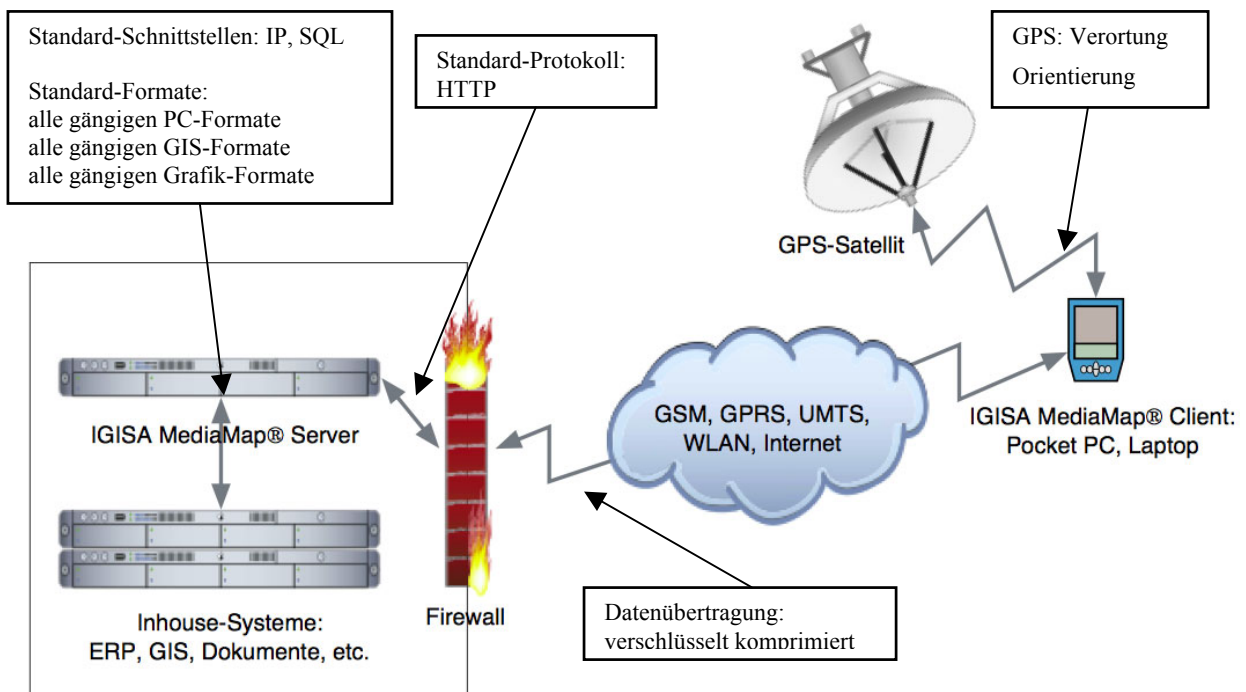 Standard-Schnittstellen: IP, SQL
Standard-Formate:
alle gängigen PC-Formate
alle gängigen GIS-Formate
alle gängigen Grafik-Formate
Standard-Protokoll:
HTTP
GPS: Verortung
Orientierung
GPS-Satellit
IGISA MediaMap® Server
GSM, GPRS, UMTS,
WLAN, Internet
IGISA MediaMap® Client:
Pocket PC, Laptop
Inhouse-Systeme:
ERP, GIS, Dokumente, etc.
Firewall
Datenübertragung:
verschlüsselt komprimiert